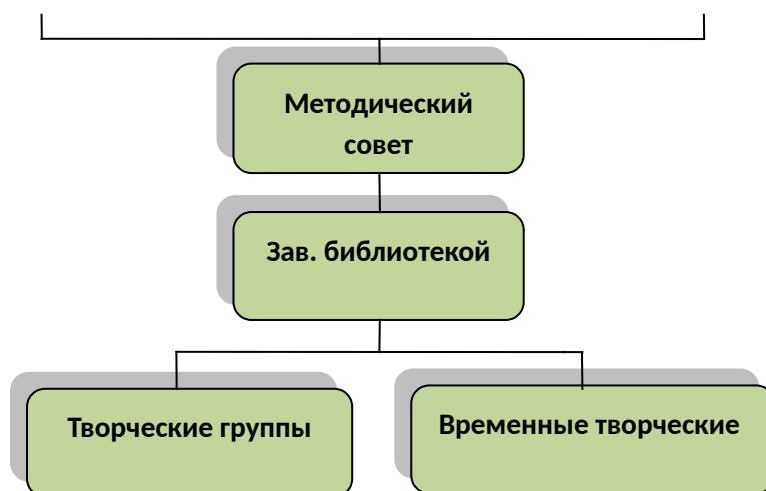 Методический
совет
Зав. библиотекой
Творческие группы
Временные творческие